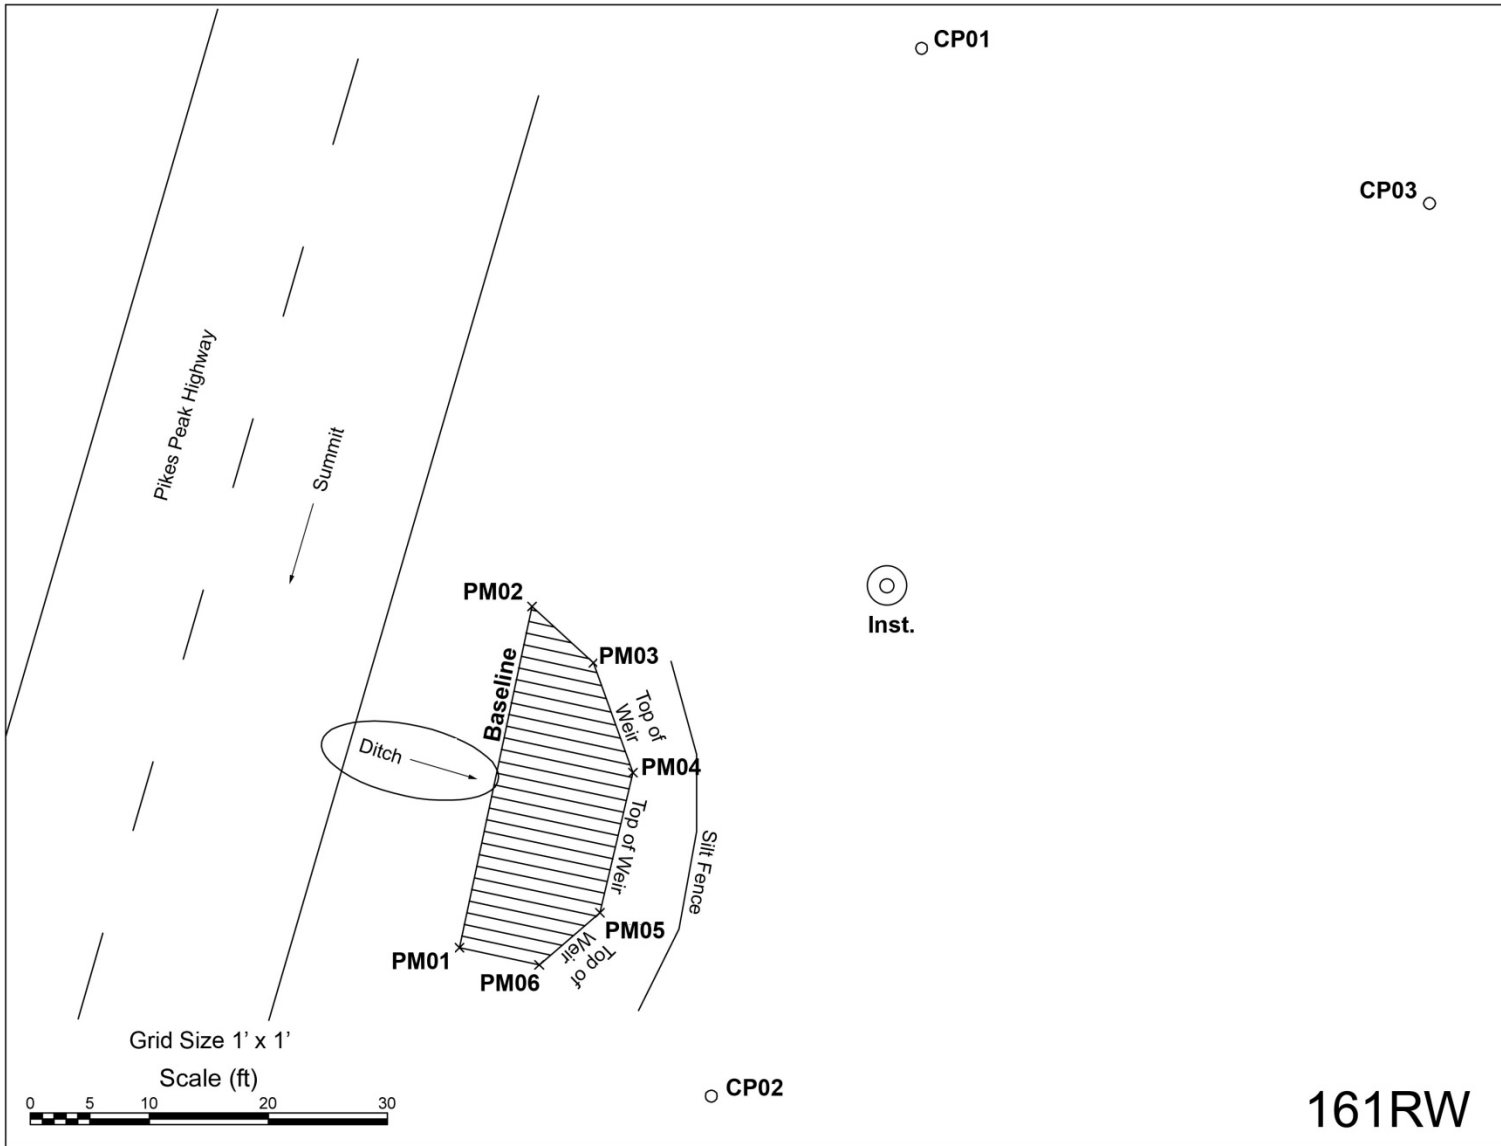 CP01
CP03
Pikes Peak Highway
Summit
Inst.
PM02
PM03
Baseline
Top of
Weir
Ditch
PM04
Top of Weir
Silt Fence
PM05
PM01
Top of
Weir
PM06
Grid Size 1’ x 1’
Scale (ft)
0 5 10 20 30
CP02
161RW